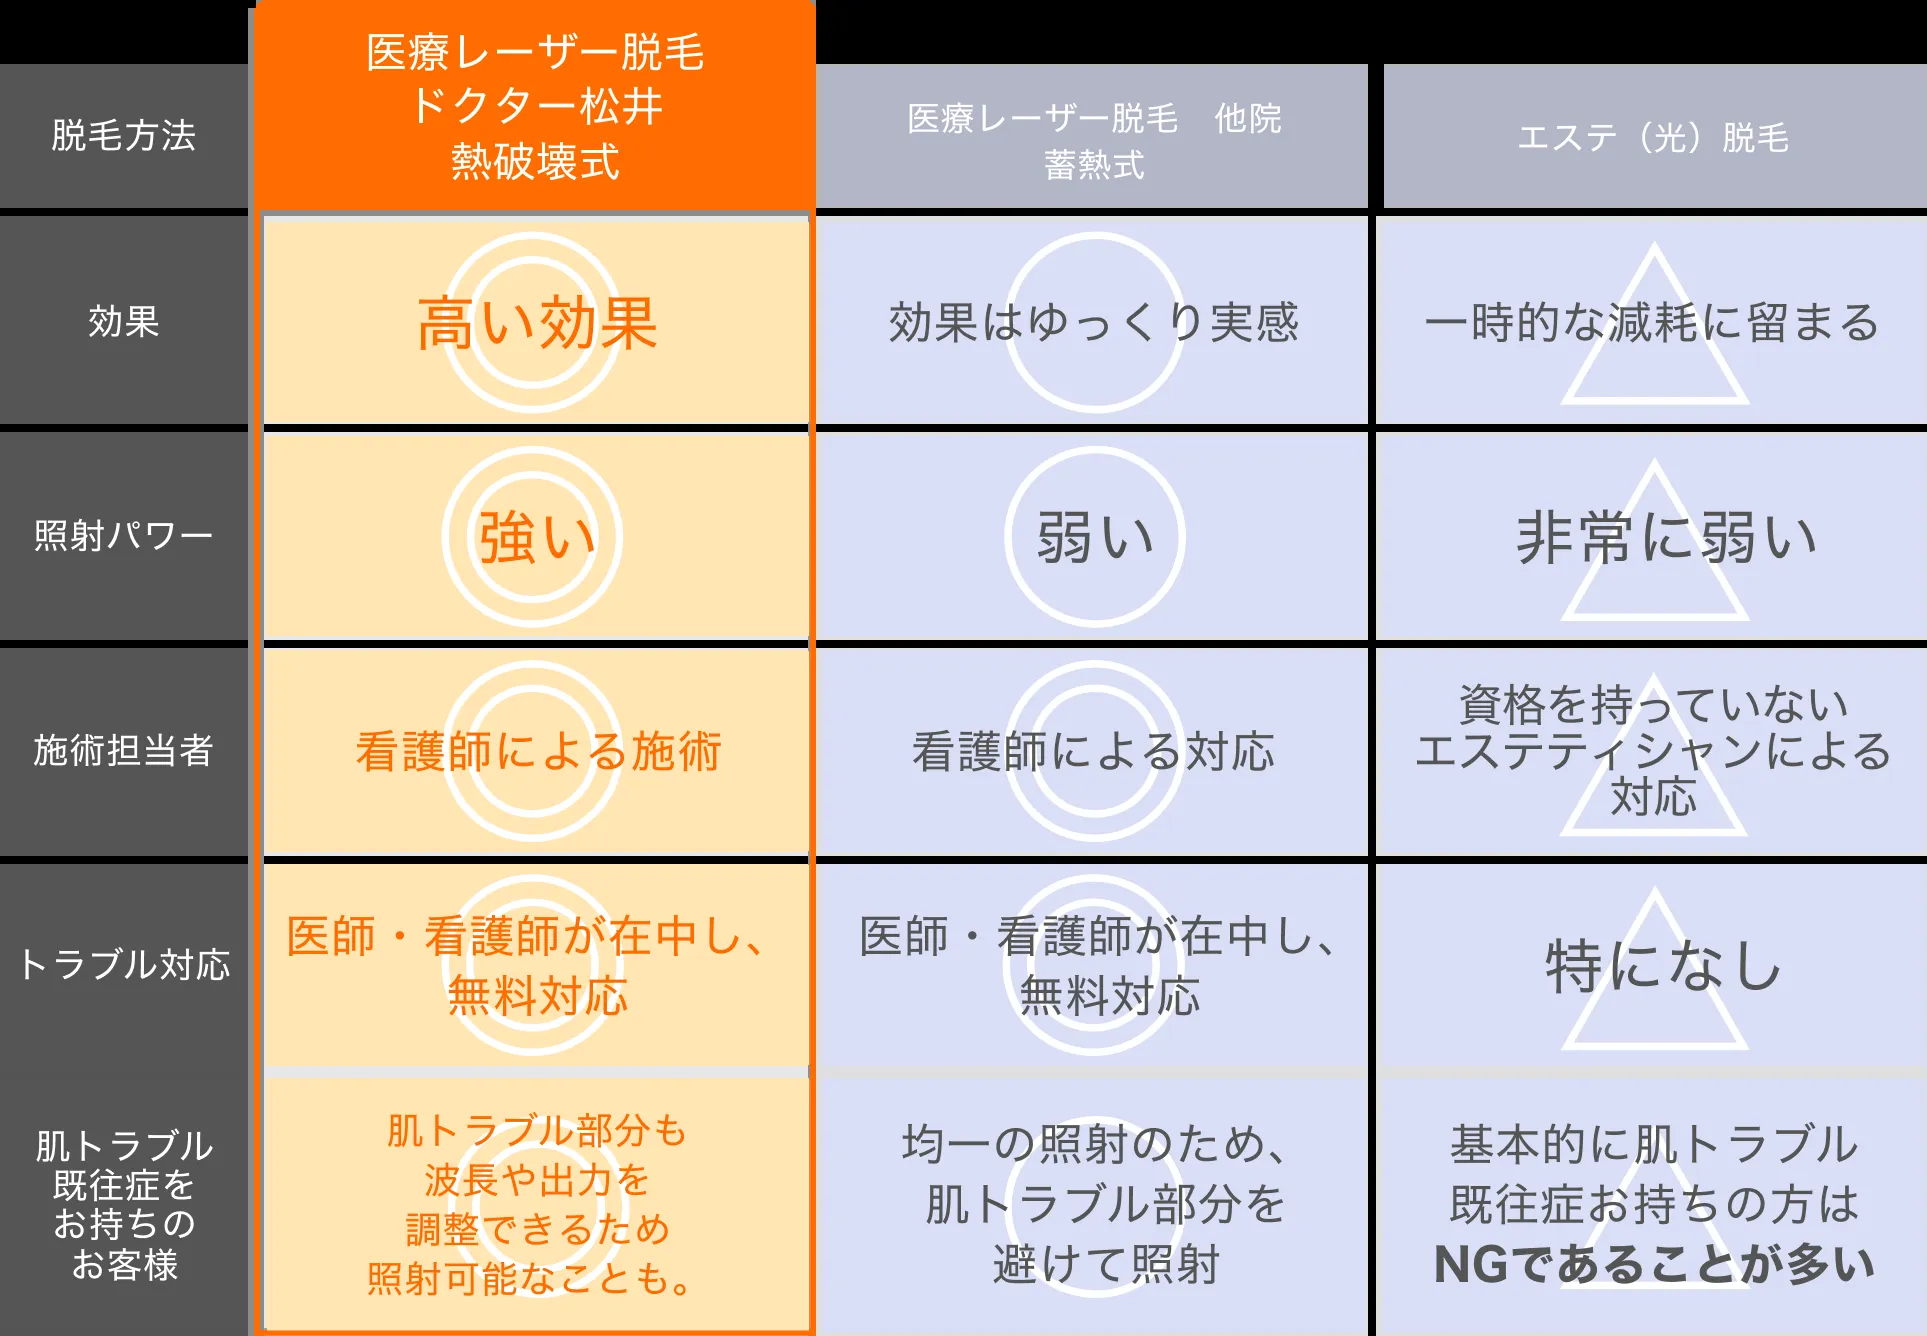 脱毛方法
医療レーザー脱毛
ドクター松井
熱破壊式
医療レーザー脱毛　他院
蓄熱式
エステ（光）脱毛
効果
高い効果
効果はゆっくり実感
一時的な減耗に留まる
照射パワー
強い
弱い
非常に弱い
施術担当者
看護師による施術
看護師による対応
資格を持っていない
エステティシャンによる
対応
トラブル対応
医師・看護師が在中し、
無料対応
医師・看護師が在中し、
無料対応
特になし
肌トラブル
既往症を
お持ちの
お客様
肌トラブル部分も
波長や出力を
調整できるため
照射可能なことも。
均一の照射のため、
肌トラブル部分を
避けて照射
基本的に肌トラブル
既往症お持ちの方は
NGであることが多い